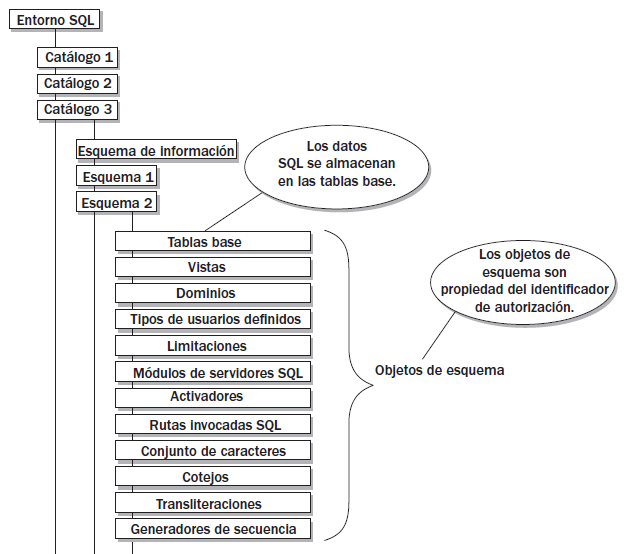 Entorno SQL
Catálogo 1
Catálogo 2
Catálogo 3
Esquema de información
Esquema 1
Esquema 2
Los datos
SQL se almacenan
en las tablas base.
Tablas base
Vistas
Dominios
Tipos de usuarios definidos
Limitaciones
Módulos de servidores SQL
Activadores
Rutas invocadas SQL
Conjunto de caracteres
Cotejos
Transliteraciones
Generadores de secuencia
Los objetos de
esquema son
propiedad del identificador
de autorización.
Objetos de esquema